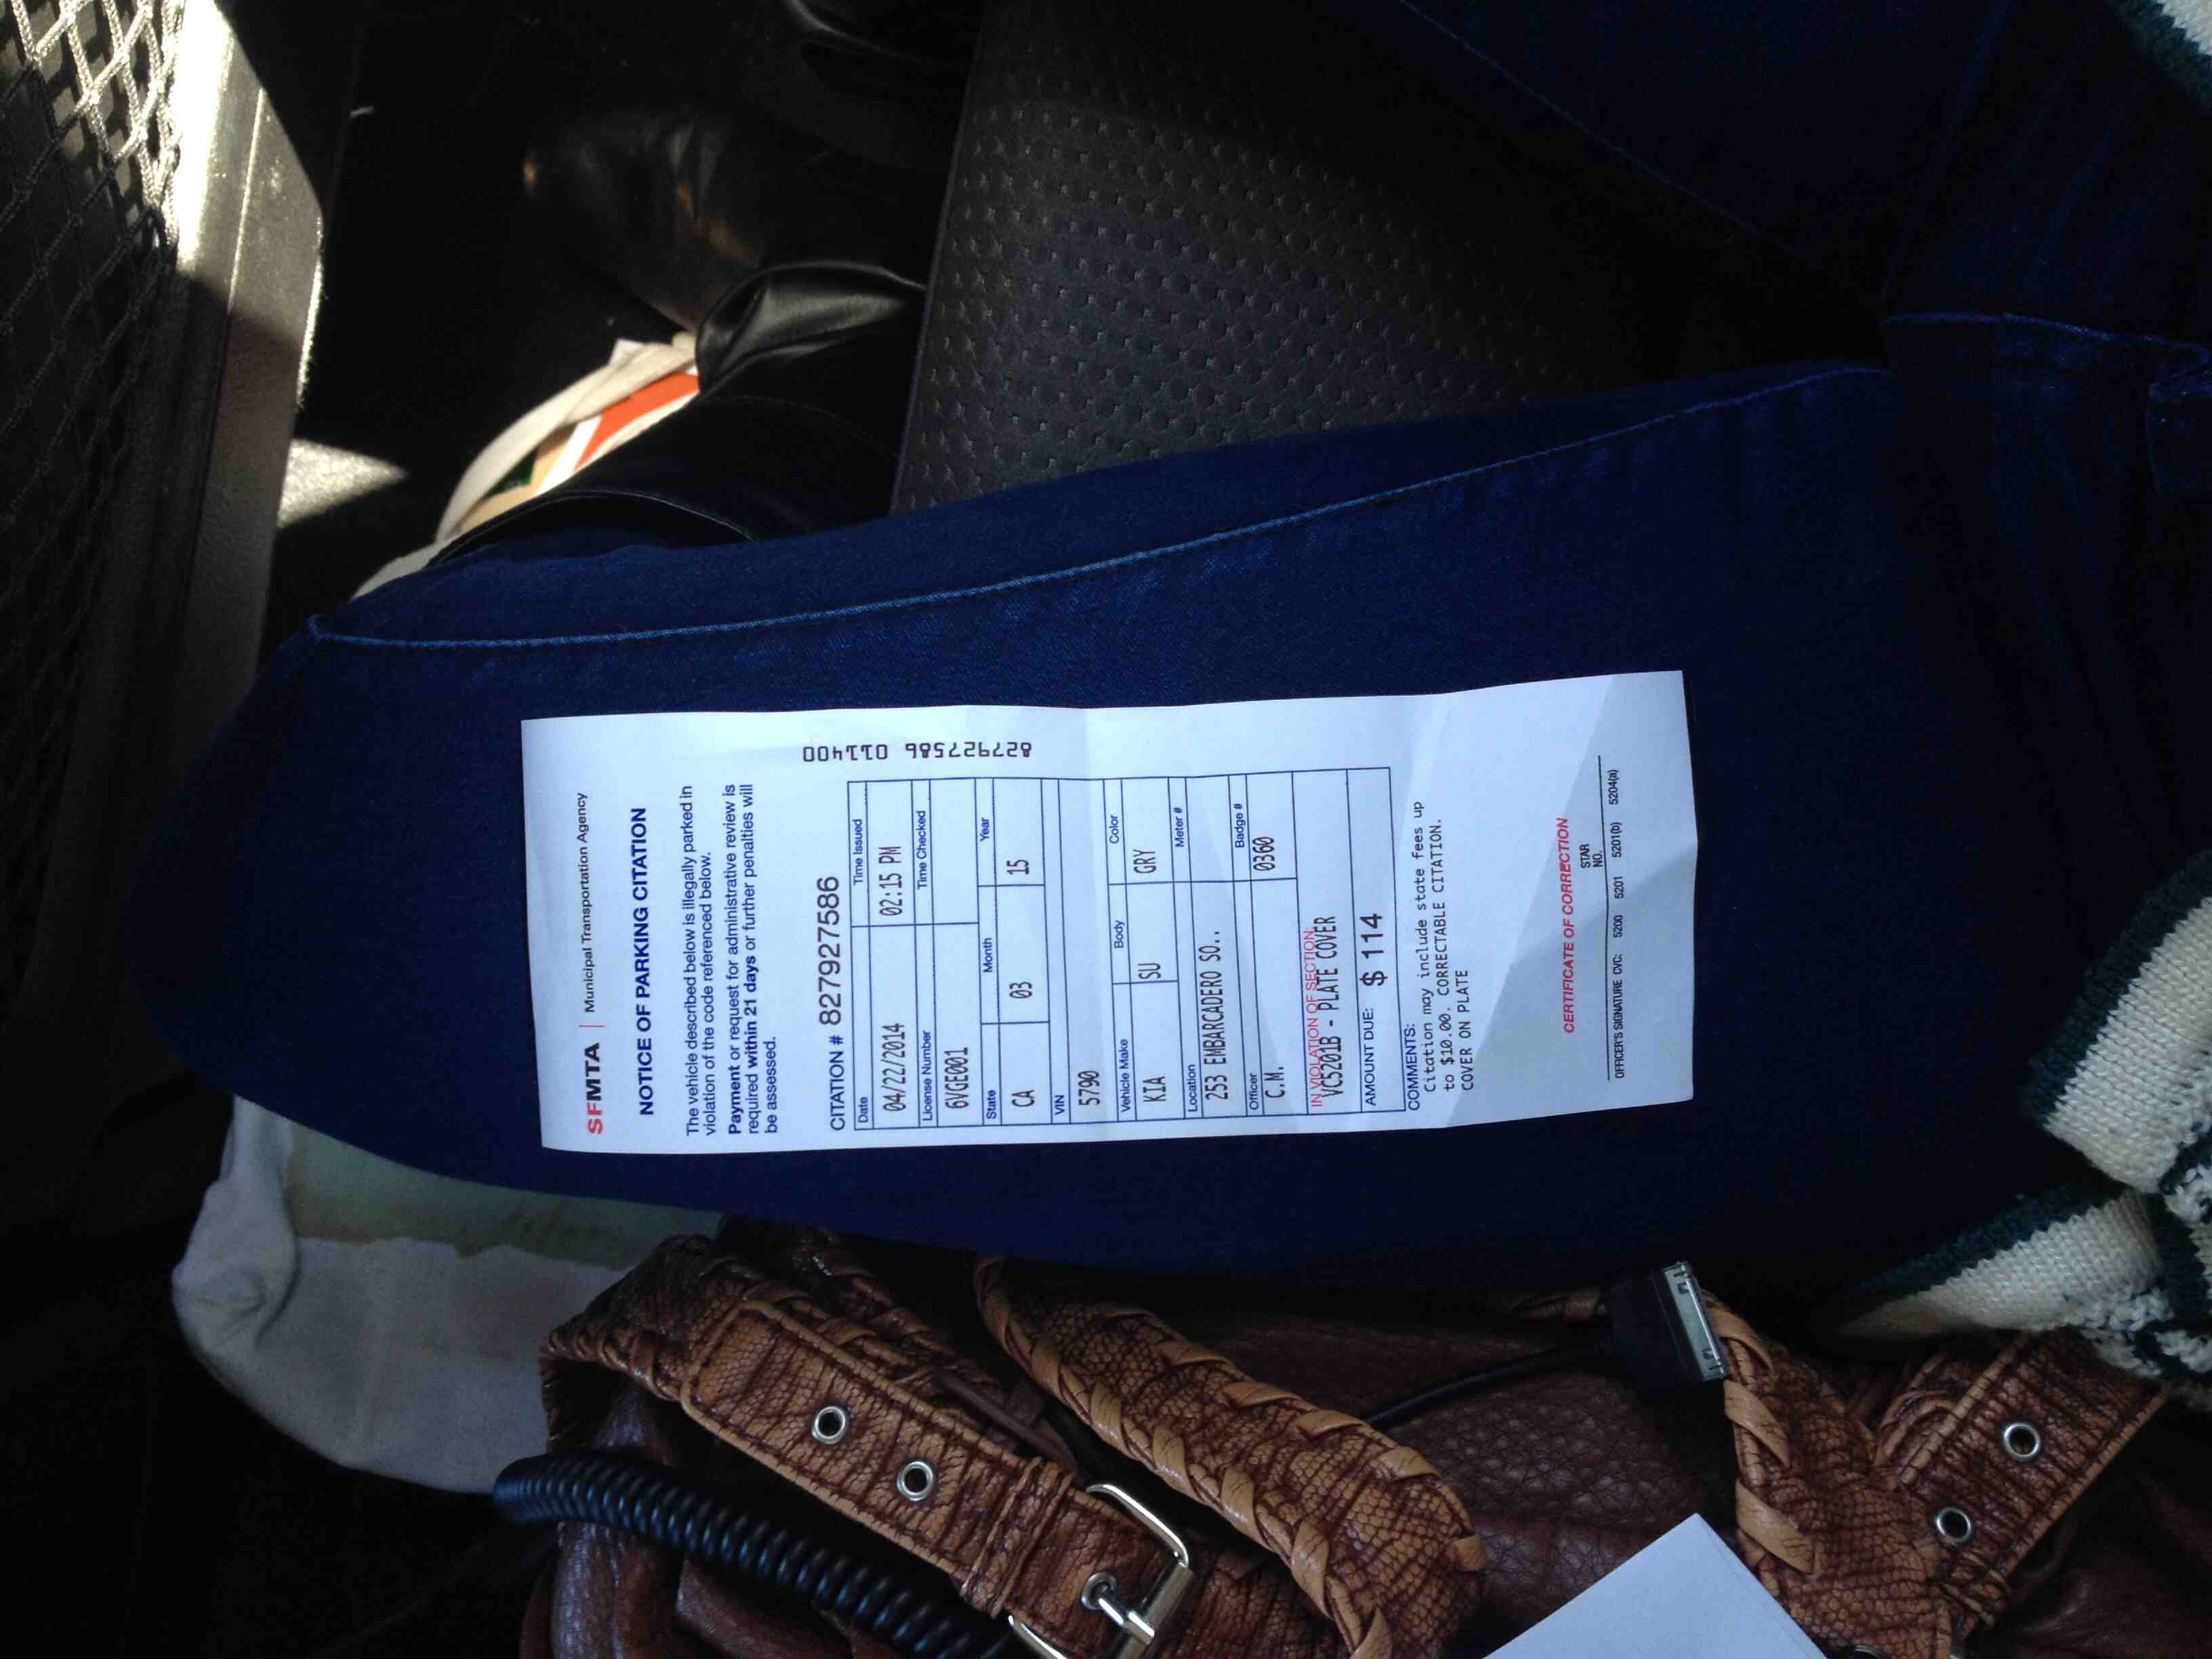 SFMTA | Municipal Transportation Agency
NOTICE OF PARKING CITATION
The vehicle described below is illegally parked in
violation of the code referenced below.
Payment or request for administrative review is
required within 21 days or further penalties will
be assessed.
CITATION # 827927586
Date Time Issued
04/22/2014 02:15 PM
License Number Time Checked
6VGE001
State Month Year
CA 03 15
VIN
5790
Vehicle Make Body Color
KIA SU GRY
Location Meter #
253 EMBARCADERO SO..
Officer Badge #
C.M. 0360
IN VIOLATION OF SECTION:
VC5201B - PLATE COVER
AMOUNT DUE: $ 114
COMMENTS:
Citation may include state fees up
to $10.00. CORRECTABLE CITATION.
COVER ON PLATE
CERTIFICATE OF CORRECTION
STAR
NO.
OFFICER'S SIGNATURE CVC: 5200 5201 5201(b) 5204(a)
827927586 011400